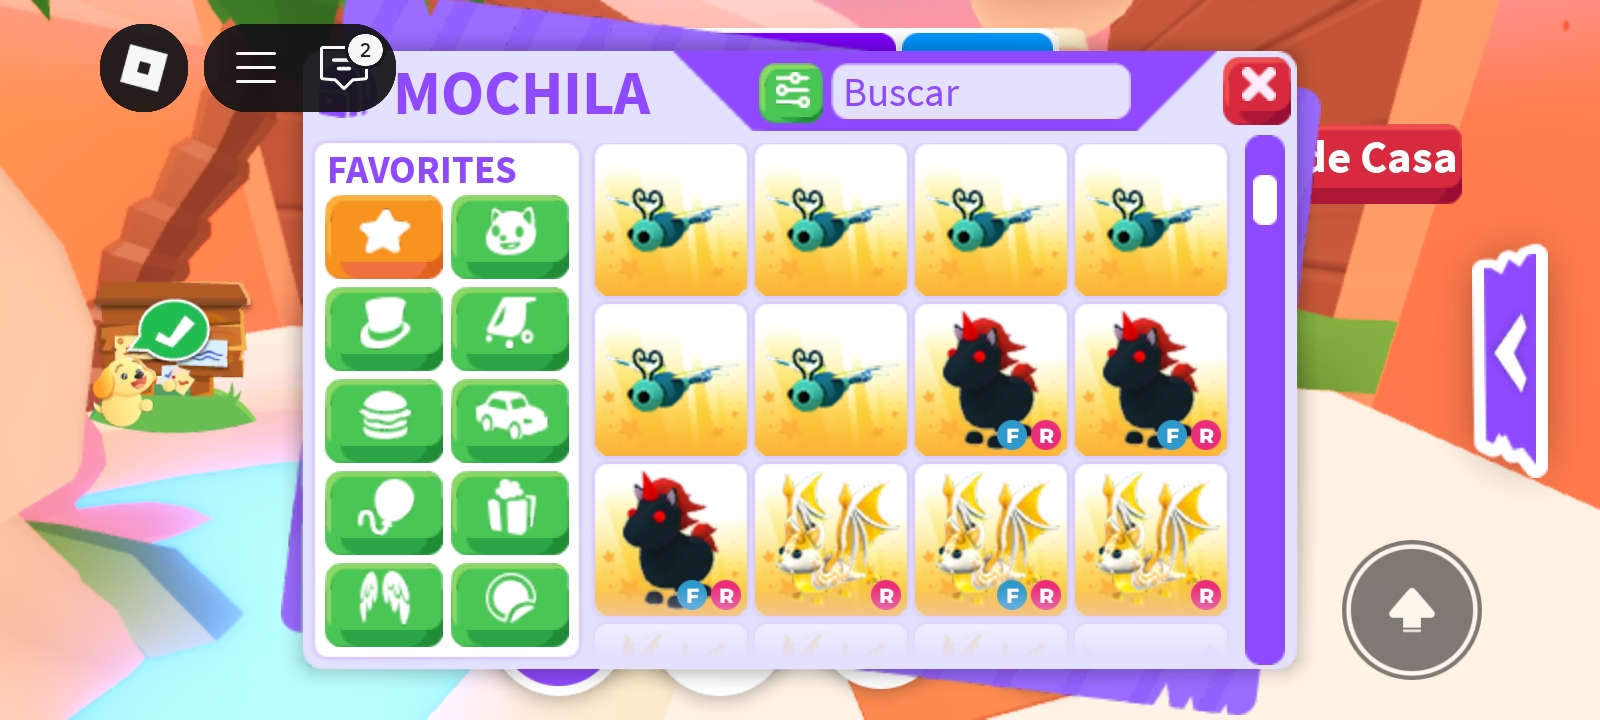 2
MOCHILA
Buscar
FAVORITES
de Casa
F R
F R
F R
R
F R
R